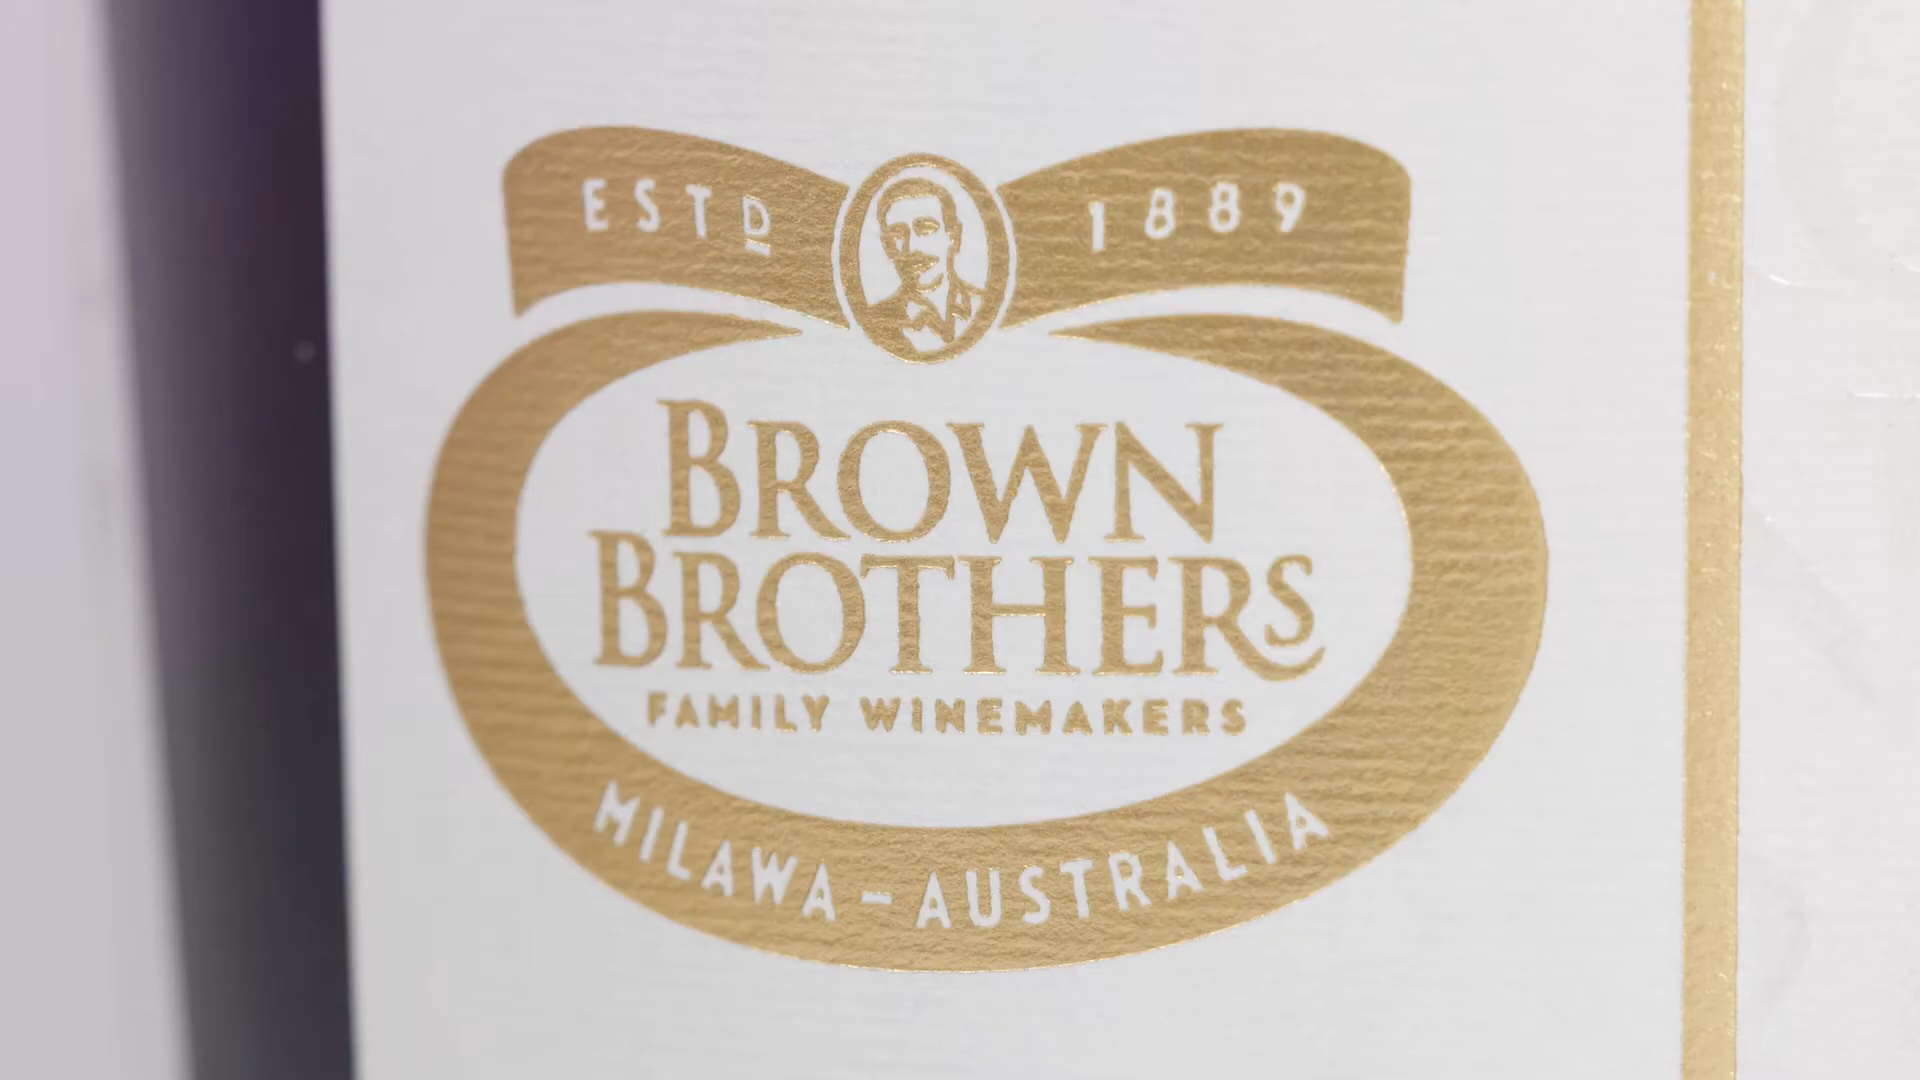 ESTD 1889
BROWN
BROTHERS
FAMILY WINEMAKERS
MILAWA – AUSTRALIA